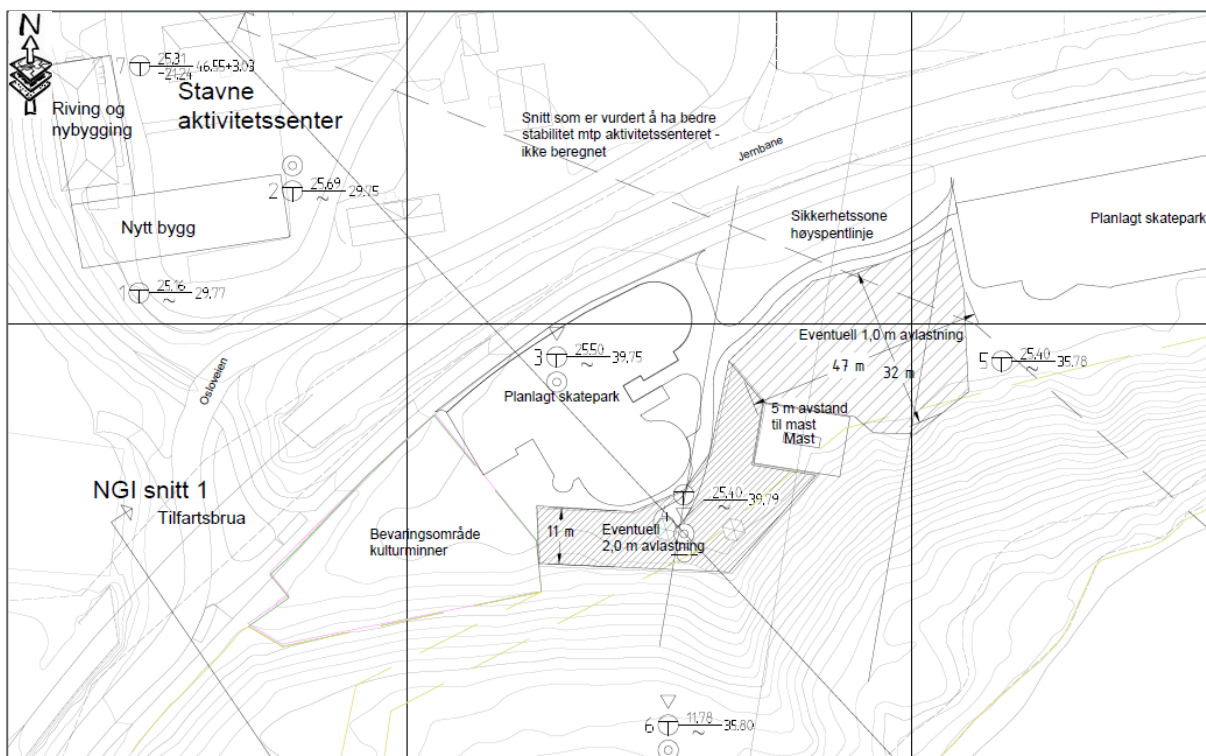 N
7 25.31
-21.24 46.55+3.03
Riving og
nybygging
Stavne
aktivitetssenter
Snitt som er vurdert å ha bedre
stabilitet mtp aktivitetssenteret -
ikke beregnet
Jernbane
2 25.69
~ 29.75
Nytt bygg
Sikkerhetssone
høyspentlinje
Planlagt skatepark
1 25.16
~ 29.77
Osloveien
3 25.50
~ 39.75
Planlagt skatepark
Eventuell 1,0 m avlastning
47 m
32 m
5 25.40
~ 35.78
5 m avstand
til mast
Mast
NGI snitt 1
Tilfartsbrua
Bevaringsområde
kulturminner
11 m
Eventuell
2,0 m avlastning
25.40
~ 39.79
6 11.78
~ 35.80